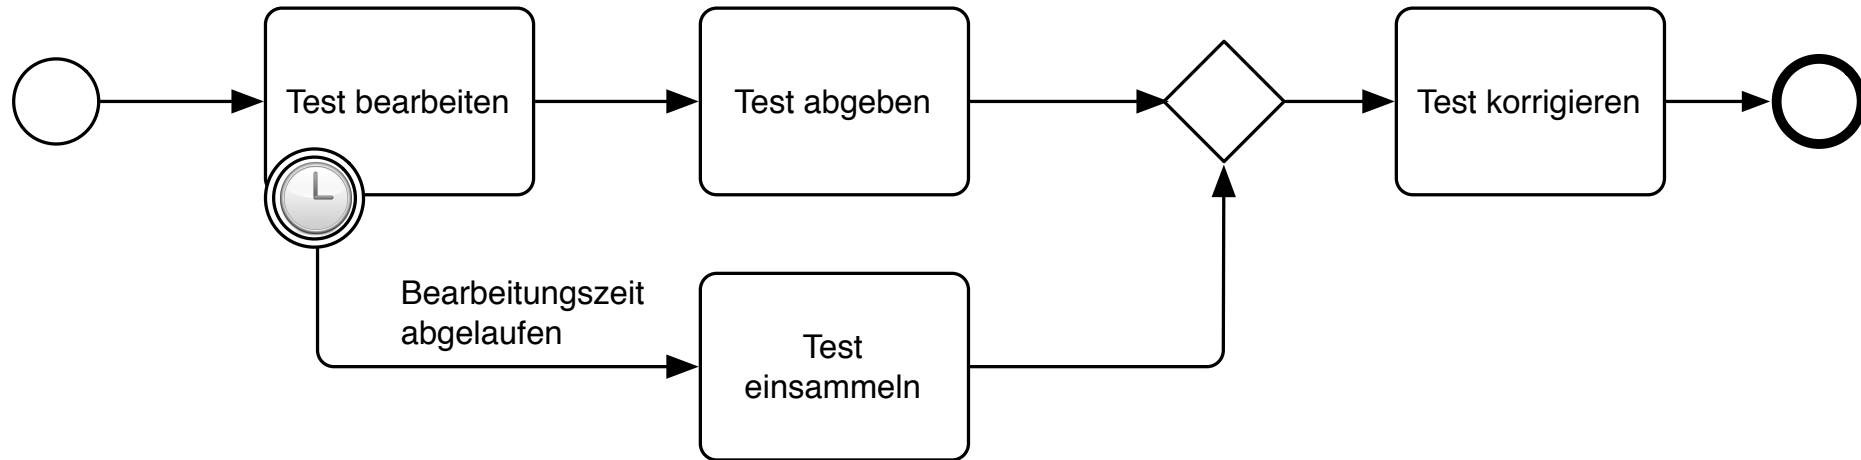 Test bearbeiten
Test abgeben
Test korrigieren
Bearbeitungszeit
abgelaufen
Test
einsammeln